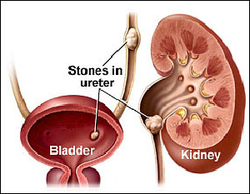 Stones in
ureter
Bladder
Kidney